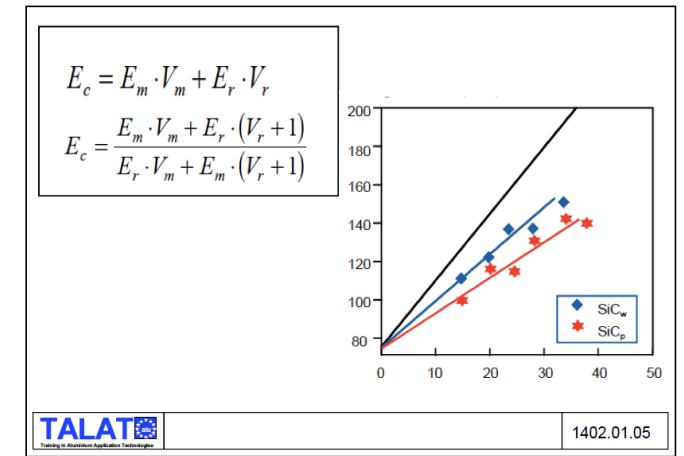 E_c = E_m · V_m + E_r · V_r
E_c = \frac{E_m · V_m + E_r · (V_r + 1)}{E_r · V_m + E_m · (V_r + 1)}
200
180
160
140
120
100
80
0 10 20 30 40 50
SiC_w
SiC_p
TALAT
Training in Aluminium Application Technologies
1402.01.05